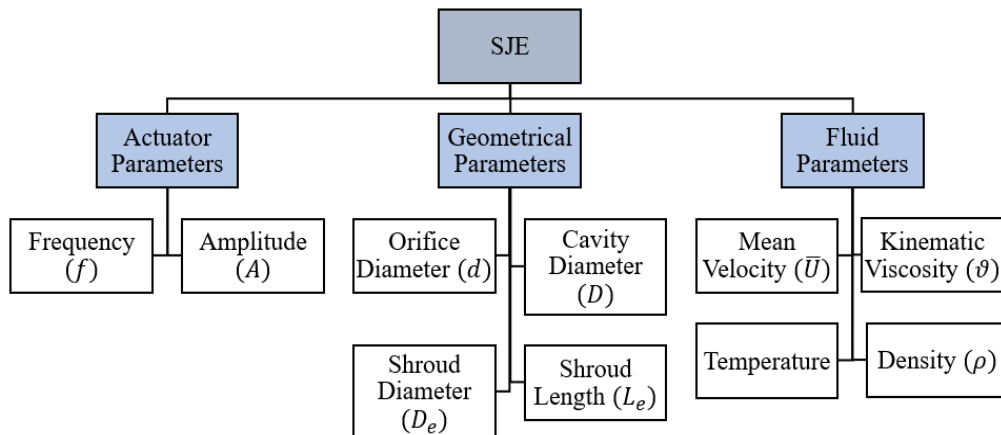 SJE
Actuator
Parameters
Geometrical
Parameters
Fluid
Parameters
Frequency
(f)
Amplitude
(A)
Orifice
Diameter (d)
Cavity
Diameter
(D)
Mean
Velocity (U̅)
Kinematic
Viscosity (ϑ)
Shroud
Diameter
(Dₑ)
Shroud
Length (Lₑ)
Temperature
Density (ρ)